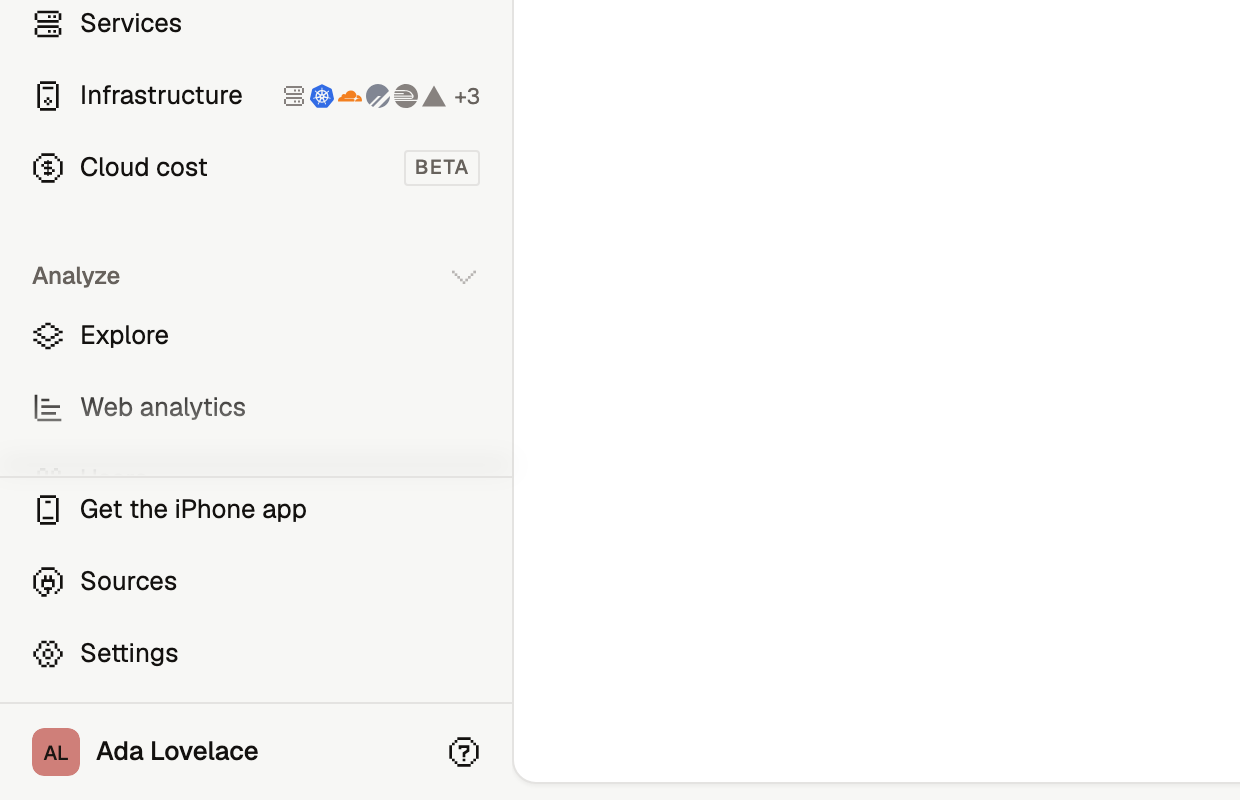 Services
Infrastructure +3
Cloud cost BETA
Analyze
Explore
Web analytics
Get the iPhone app
Sources
Settings
AL Ada Lovelace